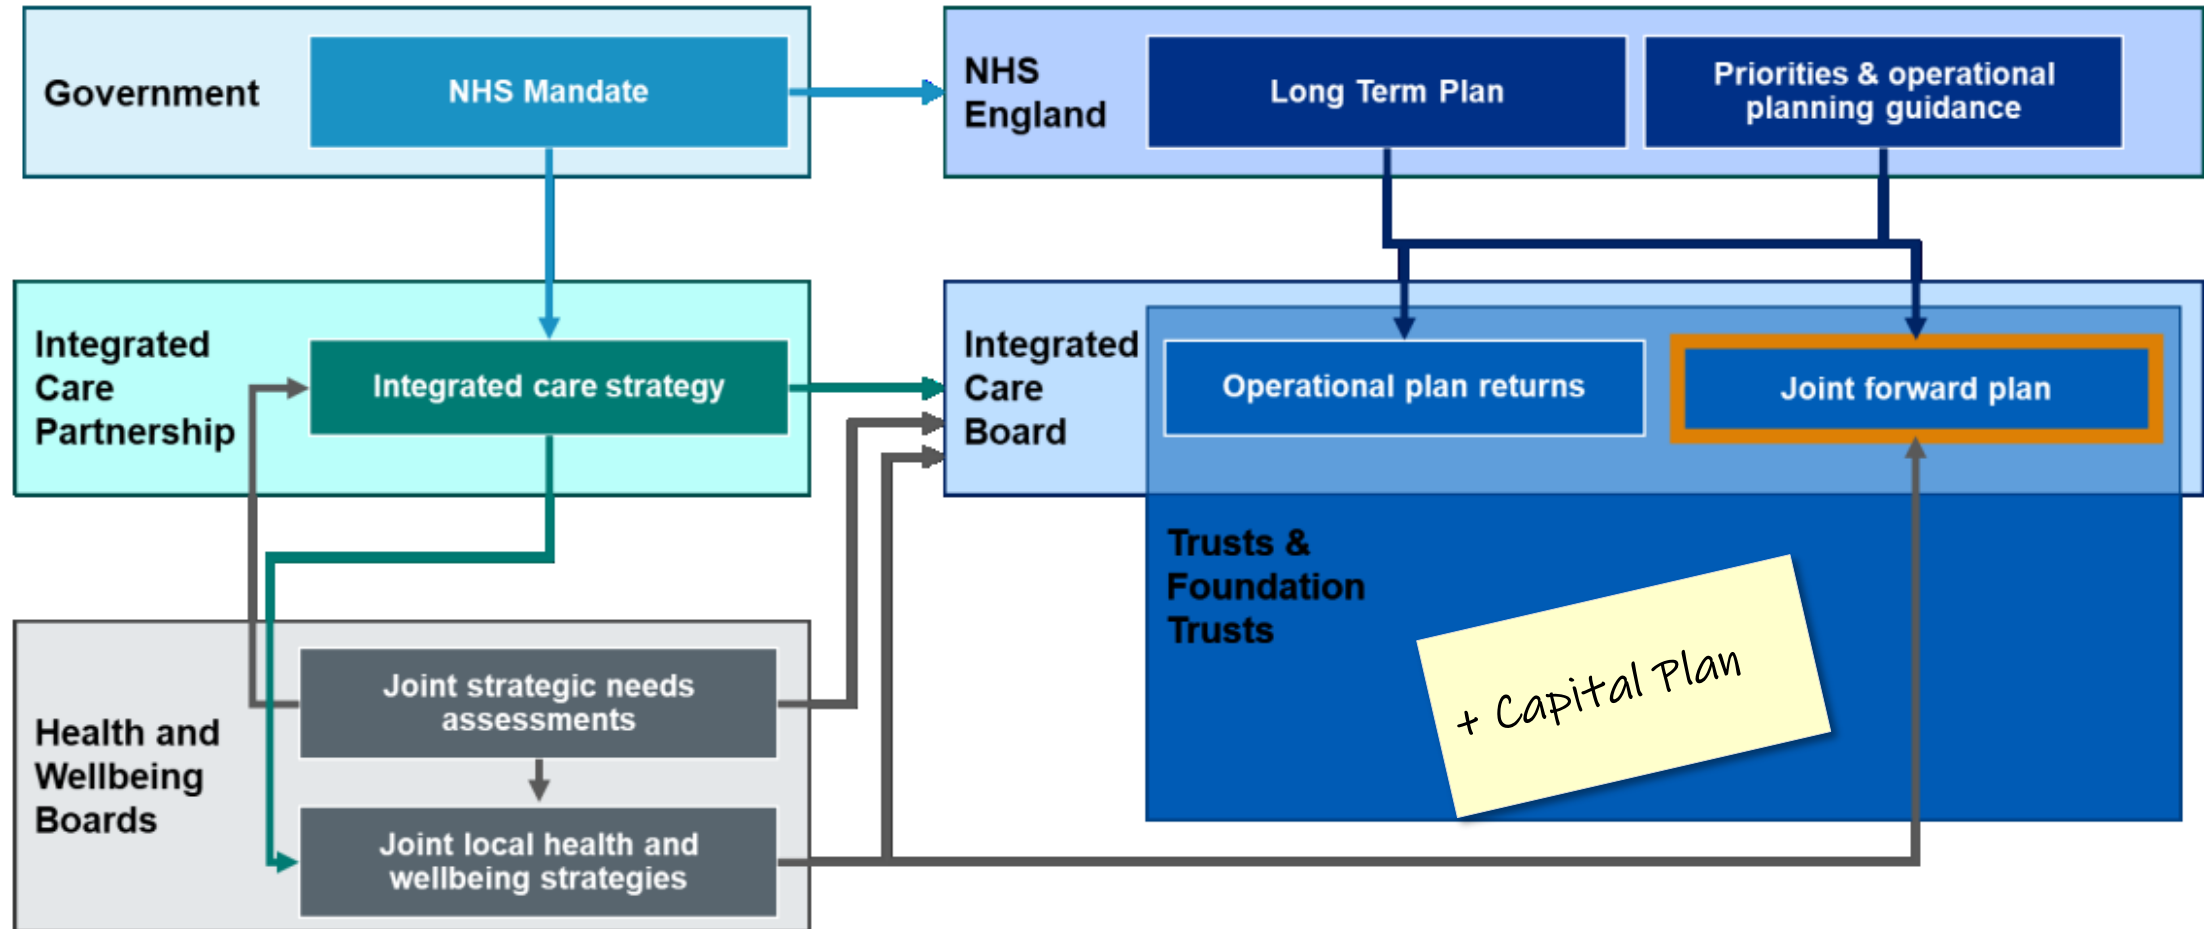 Government
NHS Mandate
NHS
England
Long Term Plan
Priorities & operational
planning guidance
Integrated
Care
Partnership
Integrated care strategy
Integrated
Care
Board
Operational plan returns
Joint forward plan
Trusts &
Foundation
Trusts
+ Capital Plan
Health and
Wellbeing
Boards
Joint strategic needs
assessments
Joint local health and
wellbeing strategies